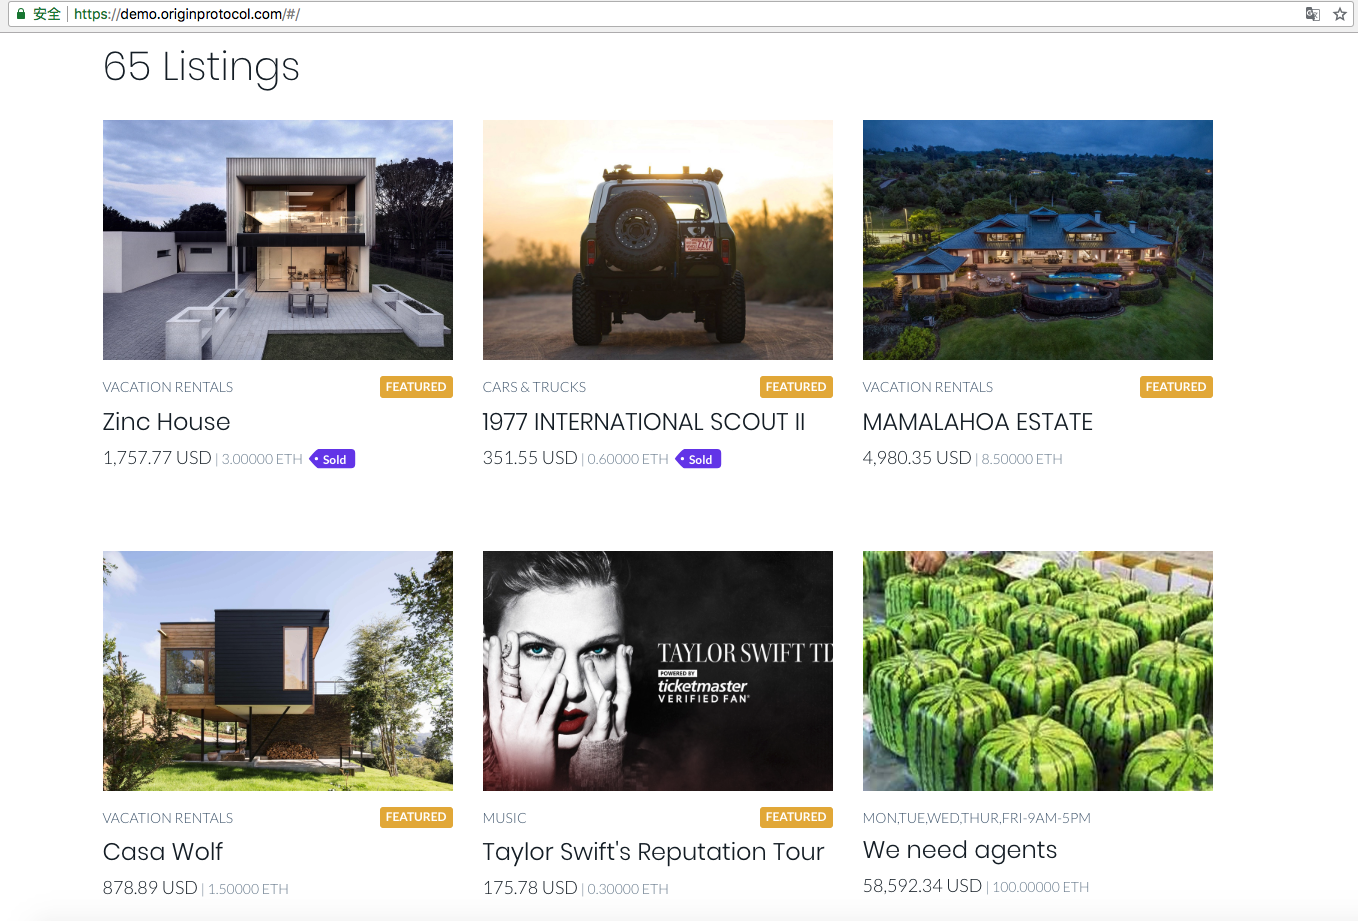 安全 https://demo.originprotocol.com/#/
65 Listings
VACATION RENTALS FEATURED
Zinc House
1,757.77 USD | 3.00000 ETH Sold
CARS & TRUCKS FEATURED
1977 INTERNATIONAL SCOUT II
351.55 USD | 0.60000 ETH Sold
VACATION RENTALS FEATURED
MAMALAHOA ESTATE
4,980.35 USD | 8.50000 ETH
TAYLOR SWIFT TI
POWERED BY
ticketmaster
VERIFIED FAN
VACATION RENTALS FEATURED
Casa Wolf
878.89 USD | 1.50000 ETH
MUSIC FEATURED
Taylor Swift's Reputation Tour
175.78 USD | 0.30000 ETH
MON,TUE,WED,THUR,FRI-9AM-5PM
We need agents
58,592.34 USD | 100.00000 ETH